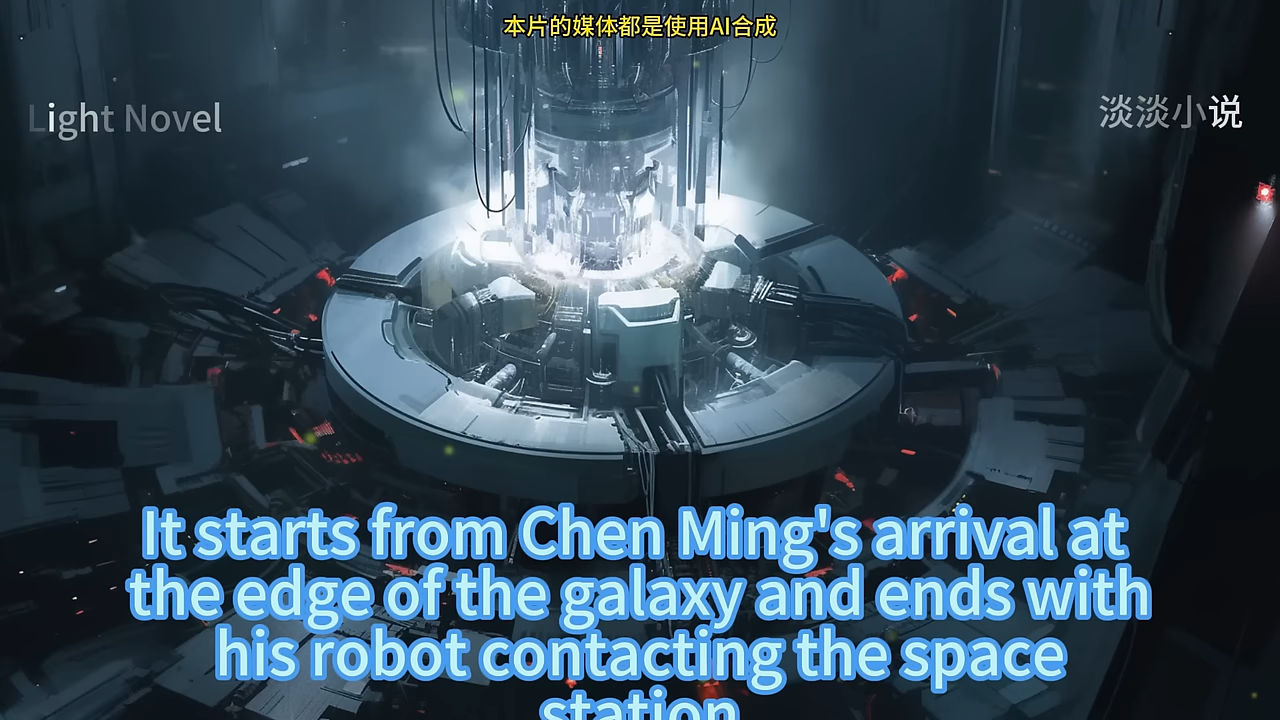 本片的媒体都是使用AI合成
Light Novel
淡淡小说
It starts from Chen Ming's arrival at
the edge of the galaxy and ends with
his robot contacting the space
station